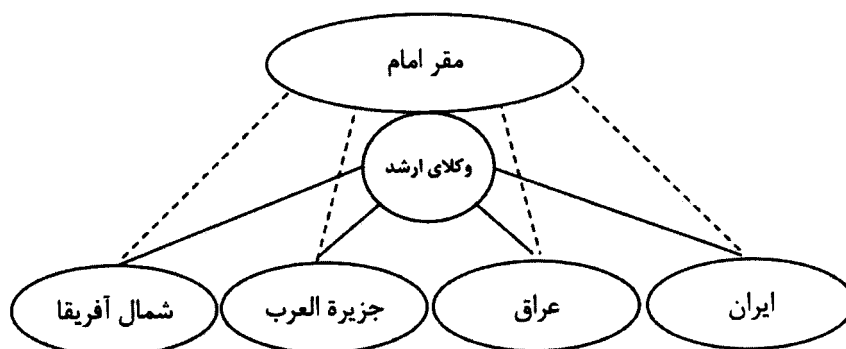 مقر امام
وکلای ارشد
ایران
عراق
جزیرة العرب
شمال آفریقا